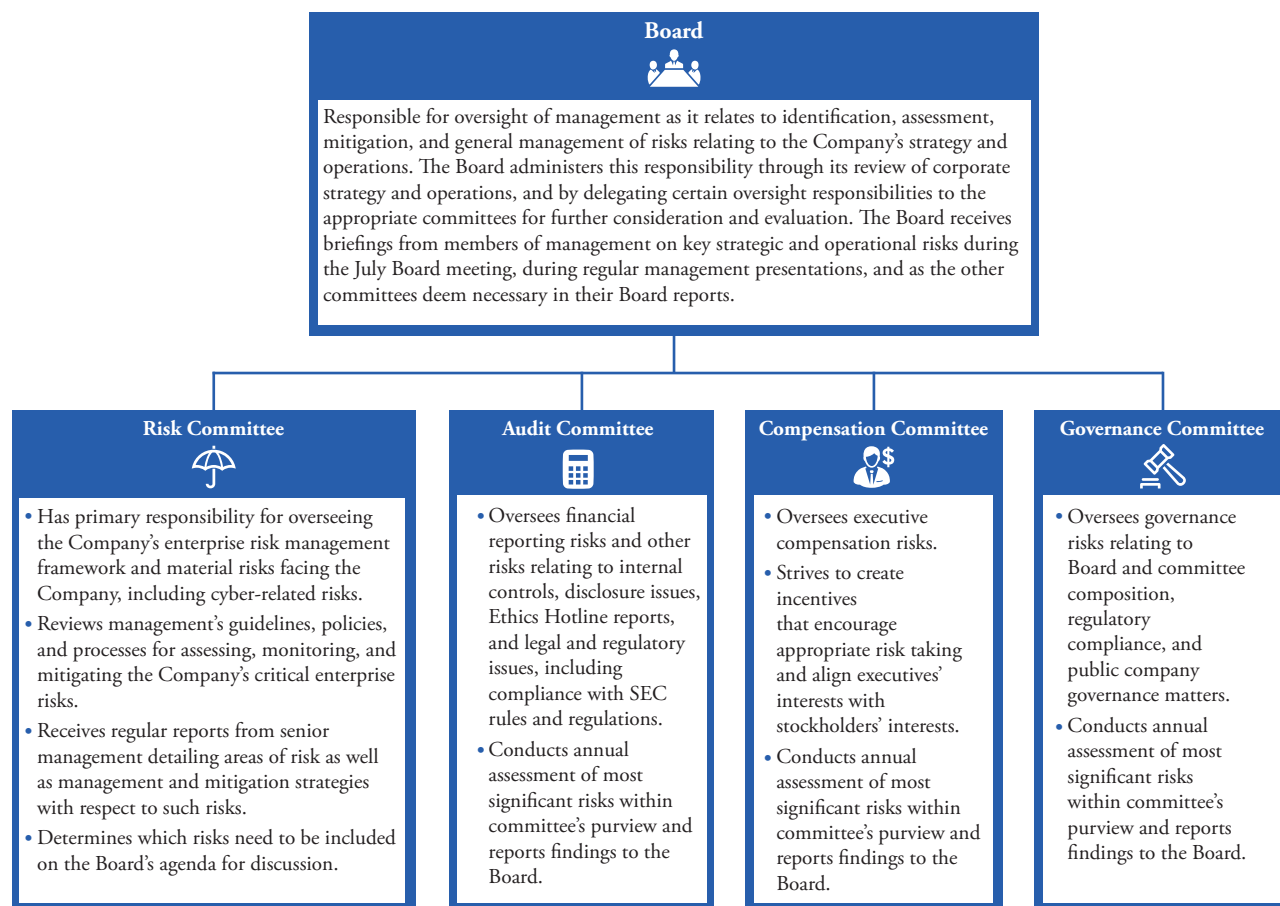 Board
Responsible for oversight of management as it relates to identification, assessment,
mitigation, and general management of risks relating to the Company’s strategy and
operations. The Board administers this responsibility through its review of corporate
strategy and operations, and by delegating certain oversight responsibilities to the
appropriate committees for further consideration and evaluation. The Board receives
briefings from members of management on key strategic and operational risks during
the July Board meeting, during regular management presentations, and as the other
committees deem necessary in their Board reports.
Risk Committee
• Has primary responsibility for overseeing
the Company’s enterprise risk management
framework and material risks facing the
Company, including cyber-related risks.
• Reviews management’s guidelines, policies,
and processes for assessing, monitoring, and
mitigating the Company’s critical enterprise
risks.
• Receives regular reports from senior
management detailing areas of risk as well
as management and mitigation strategies
with respect to such risks.
• Determines which risks need to be included
on the Board’s agenda for discussion.
Audit Committee
• Oversees financial
reporting risks and other
risks relating to internal
controls, disclosure issues,
Ethics Hotline reports,
and legal and regulatory
issues, including
compliance with SEC
rules and regulations.
• Conducts annual
assessment of most
significant risks within
committee’s purview and
reports findings to the
Board.
Compensation Committee
$
• Oversees executive
compensation risks.
• Strives to create
incentives
that encourage
appropriate risk taking
and align executives’
interests with
stockholders’ interests.
• Conducts annual
assessment of most
significant risks within
committee’s purview and
reports findings to the
Board.
Governance Committee
• Oversees governance
risks relating to
Board and committee
composition,
regulatory
compliance, and
public company
governance matters.
• Conducts annual
assessment of most
significant risks
within committee’s
purview and reports
findings to the Board.